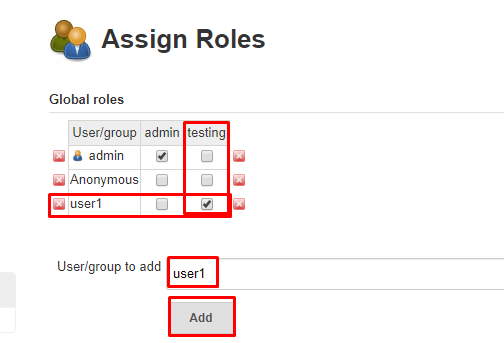 Assign Roles
Global roles
User/group admin testing
admin
Anonymous
user1
User/group to add user1
Add